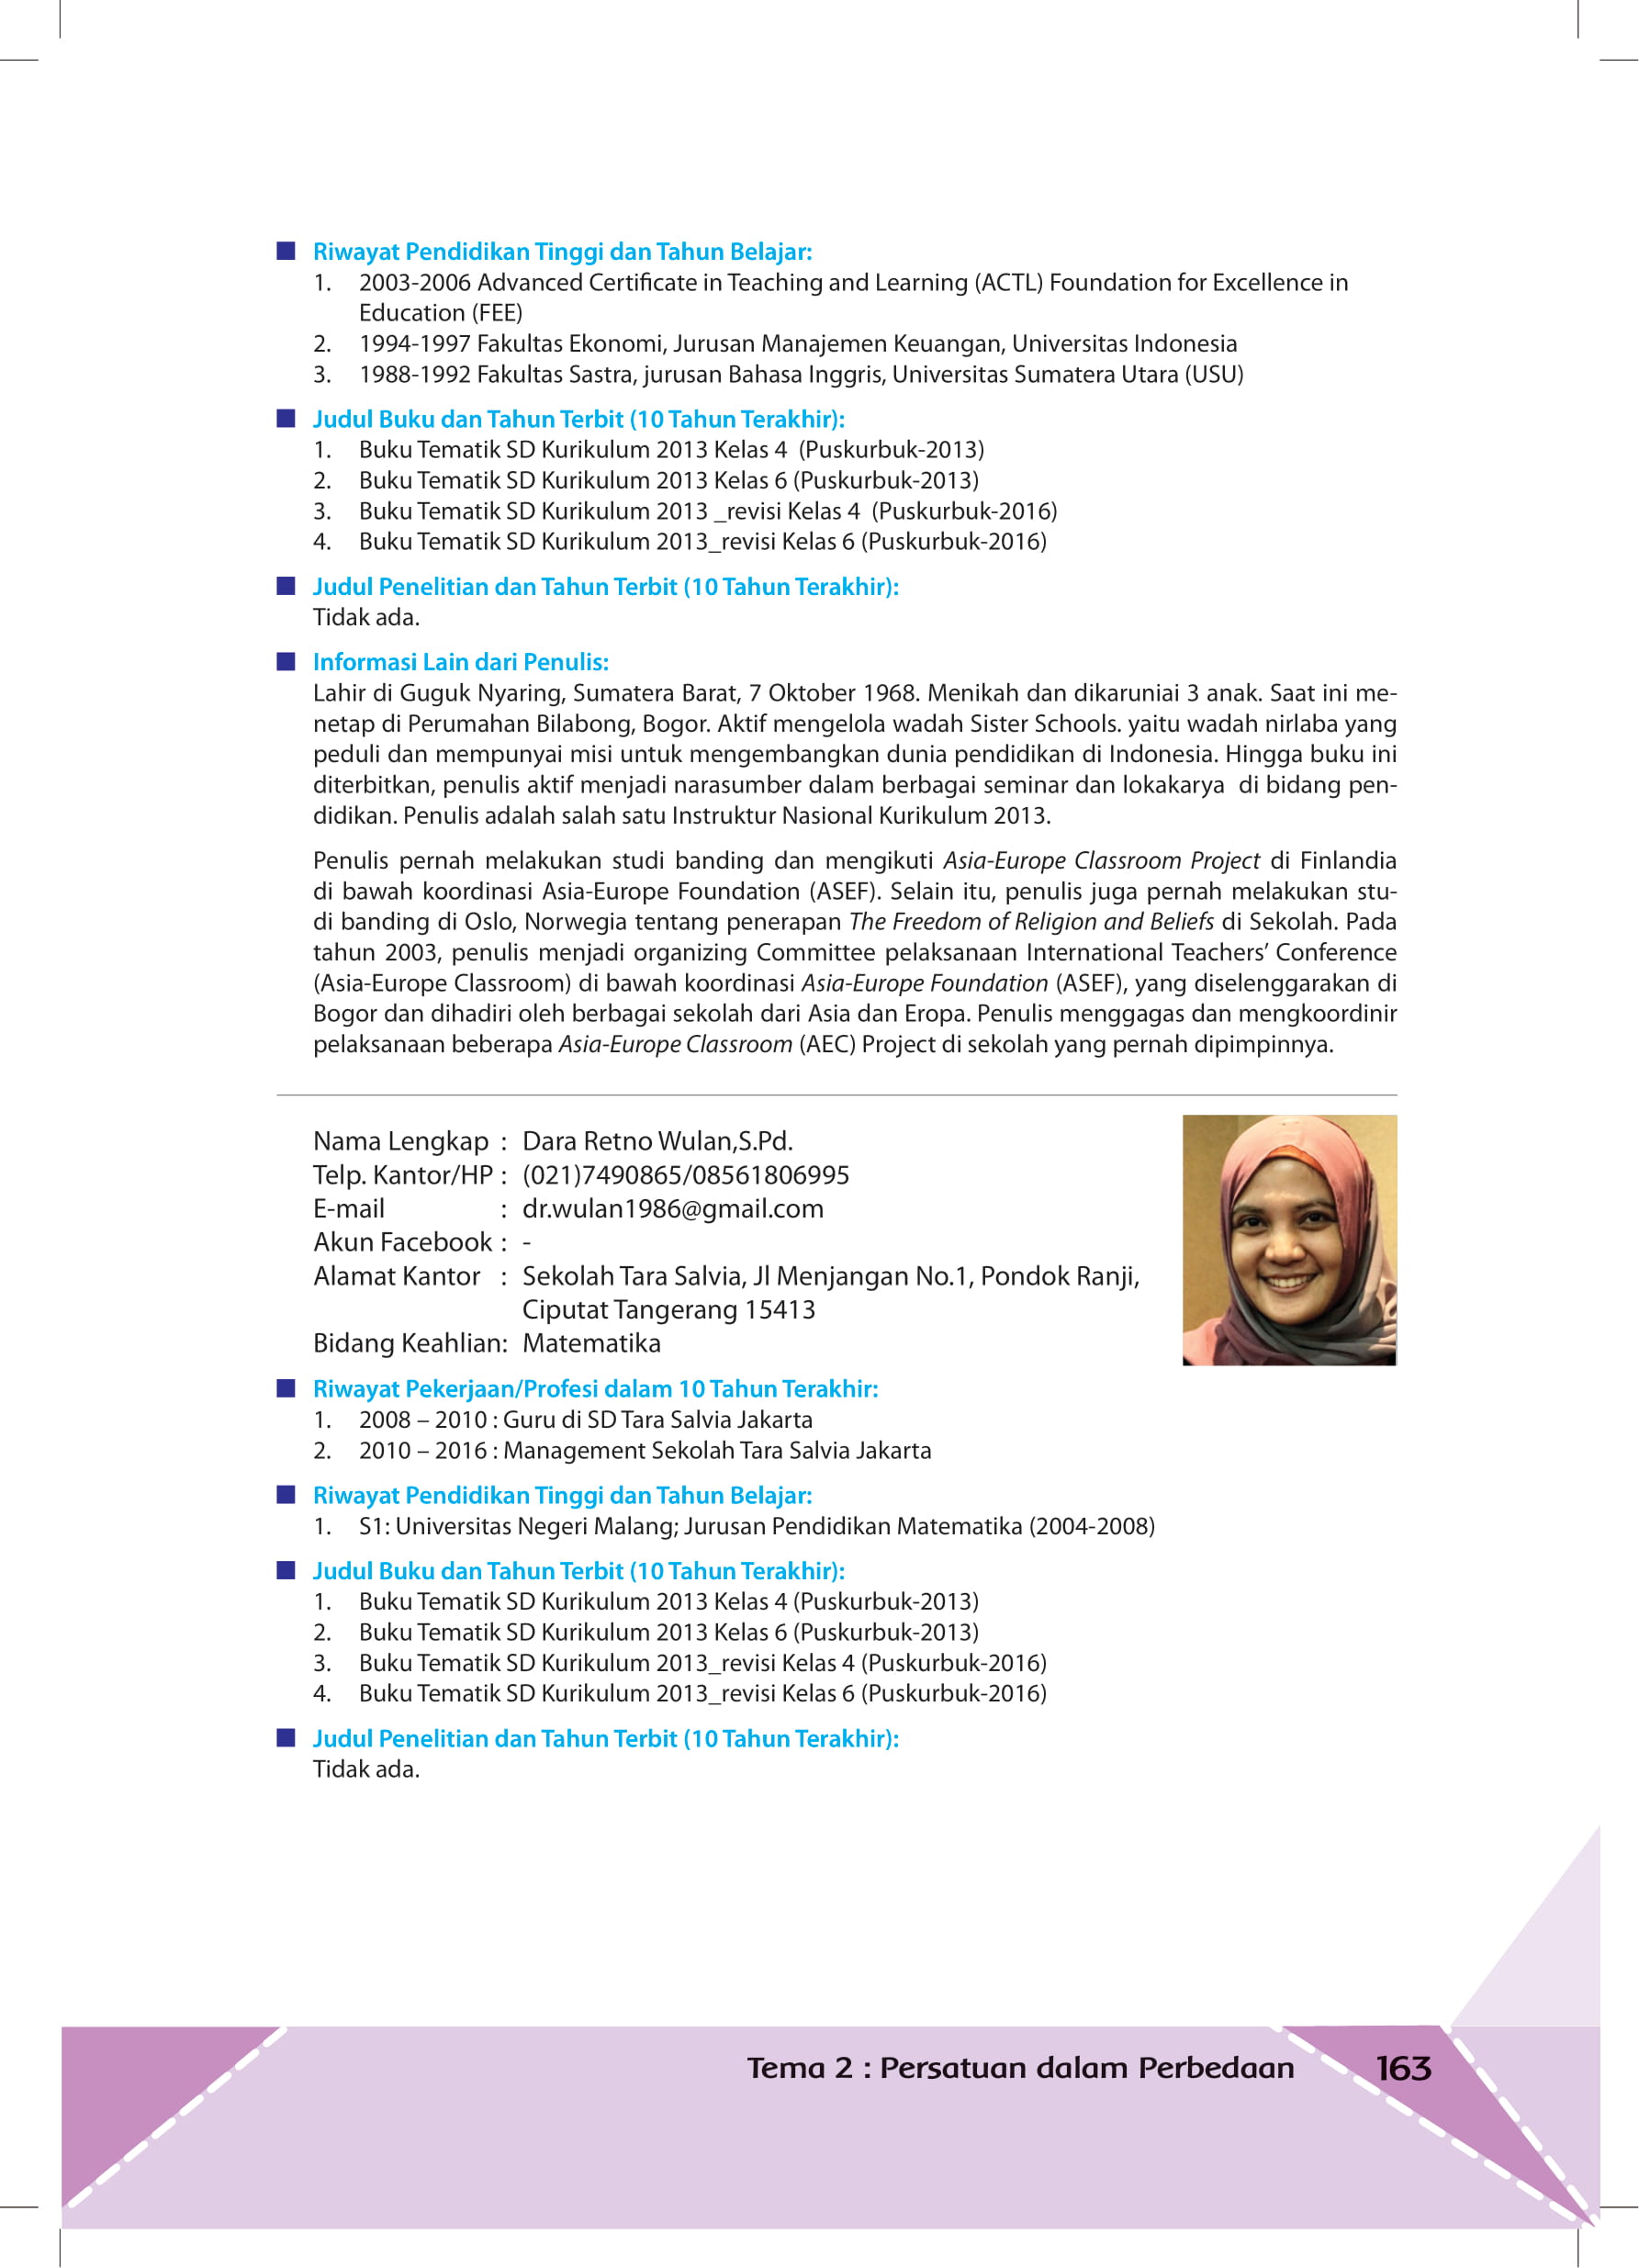 Riwayat Pendidikan Tinggi dan Tahun Belajar:
1. 2003-2006 Advanced Certificate in Teaching and Learning (ACTL) Foundation for Excellence in
Education (FEE)
2. 1994-1997 Fakultas Ekonomi, Jurusan Manajemen Keuangan, Universitas Indonesia
3. 1988-1992 Fakultas Sastra, jurusan Bahasa Inggris, Universitas Sumatera Utara (USU)
Judul Buku dan Tahun Terbit (10 Tahun Terakhir):
1. Buku Tematik SD Kurikulum 2013 Kelas 4 (Puskurbuk-2013)
2. Buku Tematik SD Kurikulum 2013 Kelas 6 (Puskurbuk-2013)
3. Buku Tematik SD Kurikulum 2013 _revisi Kelas 4 (Puskurbuk-2016)
4. Buku Tematik SD Kurikulum 2013_revisi Kelas 6 (Puskurbuk-2016)
Judul Penelitian dan Tahun Terbit (10 Tahun Terakhir):
Tidak ada.
Informasi Lain dari Penulis:
Lahir di Guguk Nyaring, Sumatera Barat, 7 Oktober 1968. Menikah dan dikaruniai 3 anak. Saat ini me-
netap di Perumahan Bilabong, Bogor. Aktif mengelola wadah Sister Schools. yaitu wadah nirlaba yang
peduli dan mempunyai misi untuk mengembangkan dunia pendidikan di Indonesia. Hingga buku ini
diterbitkan, penulis aktif menjadi narasumber dalam berbagai seminar dan lokakarya di bidang pen-
didikan. Penulis adalah salah satu Instruktur Nasional Kurikulum 2013.
Penulis pernah melakukan studi banding dan mengikuti Asia-Europe Classroom Project di Finlandia
di bawah koordinasi Asia-Europe Foundation (ASEF). Selain itu, penulis juga pernah melakukan stu-
di banding di Oslo, Norwegia tentang penerapan The Freedom of Religion and Beliefs di Sekolah. Pada
tahun 2003, penulis menjadi organizing Committee pelaksanaan International Teachers’ Conference
(Asia-Europe Classroom) di bawah koordinasi Asia-Europe Foundation (ASEF), yang diselenggarakan di
Bogor dan dihadiri oleh berbagai sekolah dari Asia dan Eropa. Penulis menggagas dan mengkoordinir
pelaksanaan beberapa Asia-Europe Classroom (AEC) Project di sekolah yang pernah dipimpinnya.
Nama Lengkap : Dara Retno Wulan,S.Pd.
Telp. Kantor/HP : (021)7490865/08561806995
E-mail : dr.wulan1986@gmail.com
Akun Facebook : -
Alamat Kantor : Sekolah Tara Salvia, Jl Menjangan No.1, Pondok Ranji,
Ciputat Tangerang 15413
Bidang Keahlian: Matematika
Riwayat Pekerjaan/Profesi dalam 10 Tahun Terakhir:
1. 2008 – 2010 : Guru di SD Tara Salvia Jakarta
2. 2010 – 2016 : Management Sekolah Tara Salvia Jakarta
Riwayat Pendidikan Tinggi dan Tahun Belajar:
1. S1: Universitas Negeri Malang; Jurusan Pendidikan Matematika (2004-2008)
Judul Buku dan Tahun Terbit (10 Tahun Terakhir):
1. Buku Tematik SD Kurikulum 2013 Kelas 4 (Puskurbuk-2013)
2. Buku Tematik SD Kurikulum 2013 Kelas 6 (Puskurbuk-2013)
3. Buku Tematik SD Kurikulum 2013_revisi Kelas 4 (Puskurbuk-2016)
4. Buku Tematik SD Kurikulum 2013_revisi Kelas 6 (Puskurbuk-2016)
Judul Penelitian dan Tahun Terbit (10 Tahun Terakhir):
Tidak ada.
Tema 2 : Persatuan dalam Perbedaan 163